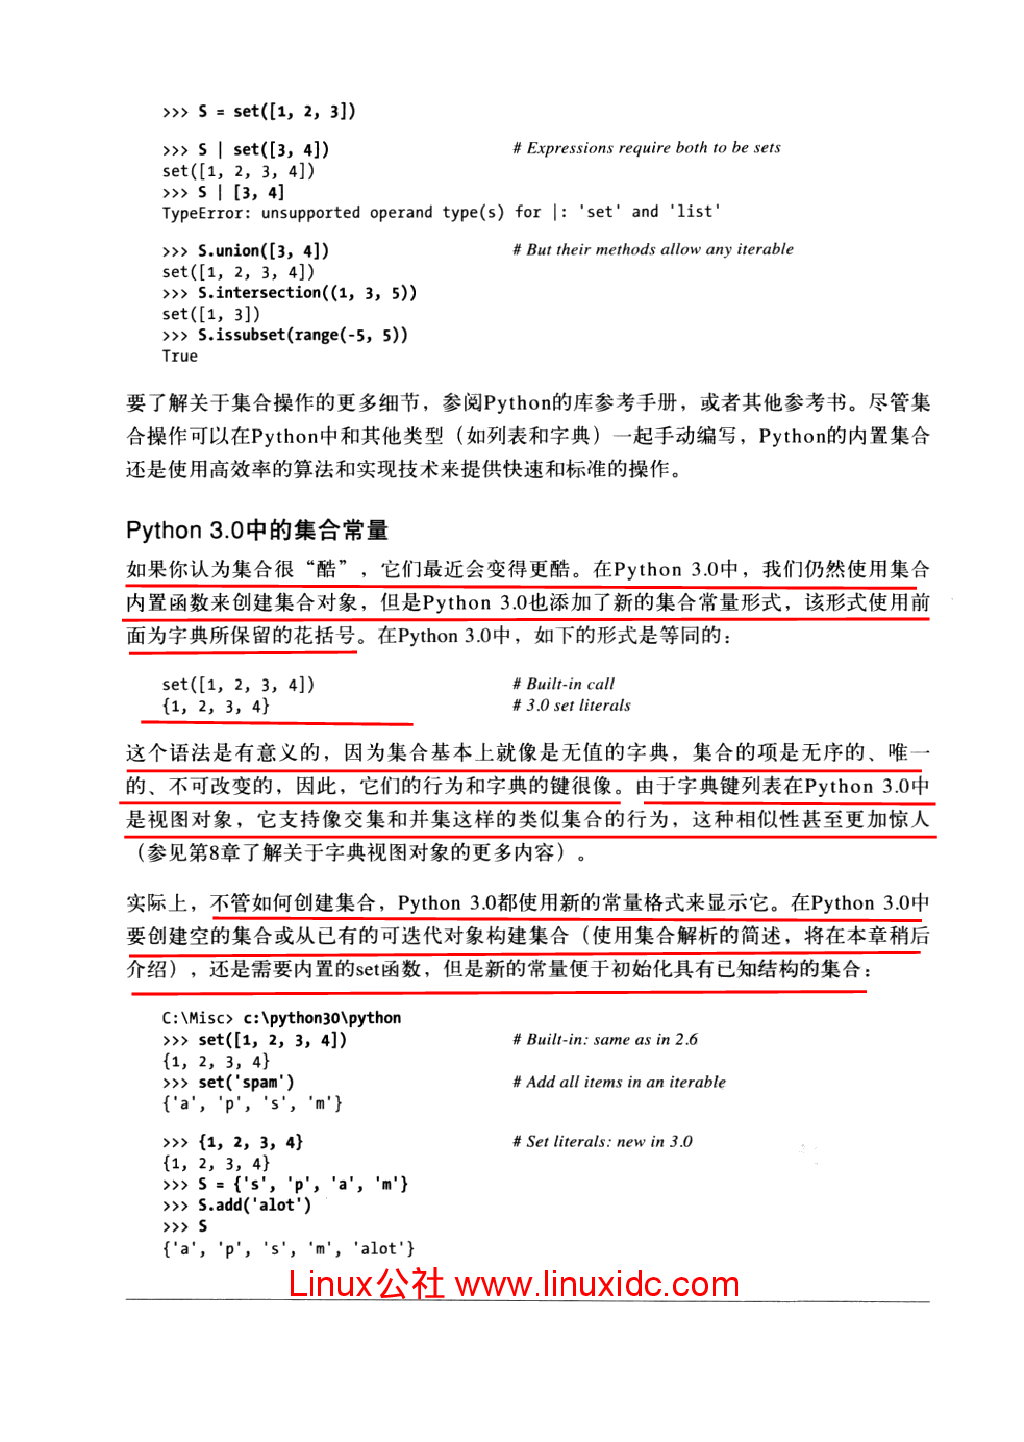 >>> S = set([1, 2, 3])
>>> S | set([3, 4]) # Expressions require both to be sets
set([1, 2, 3, 4])
>>> S | [3, 4]
TypeError: unsupported operand type(s) for |: 'set' and 'list'
>>> S.union([3, 4]) # But their methods allow any iterable
set([1, 2, 3, 4])
>>> S.intersection((1, 3, 5))
set([1, 3])
>>> S.issubset(range(-5, 5))
True
要了解关于集合操作的更多细节，参阅Python的库参考手册，或者其他参考书。尽管集
合操作可以在Python中和其他类型（如列表和字典）一起手动编写，Python的内置集合
还是使用高效率的算法和实现技术来提供快速和标准的操作。
Python 3.0中的集合常量
如果你认为集合很“酷”，它们最近会变得更酷。在Python 3.0中，我们仍然使用集合
内置函数来创建集合对象，但是Python 3.0也添加了新的集合常量形式，该形式使用前
面为字典所保留的花括号。在Python 3.0中，如下的形式是等同的：
set([1, 2, 3, 4]) # Built-in call
{1, 2, 3, 4} # 3.0 set literals
这个语法是有意义的，因为集合基本上就像是无值的字典，集合的项是无序的、唯一
的、不可改变的，因此，它们的行为和字典的键很像。由于字典键列表在Python 3.0中
是视图对象，它支持像交集和并集这样的类似集合的行为，这种相似性甚至更加惊人
（参见第8章了解关于字典视图对象的更多内容）。
实际上，不管如何创建集合，Python 3.0都使用新的常量格式来显示它。在Python 3.0中
要创建空的集合或从已有的可迭代对象构建集合（使用集合解析的简述，将在本章稍后
介绍），还是需要内置的set函数，但是新的常量便于初始化具有已知结构的集合：
C:\Misc> c:\python30\python
>>> set([1, 2, 3, 4]) # Built-in: same as in 2.6
{1, 2, 3, 4}
>>> set('spam') # Add all items in an iterable
{'a', 'p', 's', 'm'}
>>> {1, 2, 3, 4} # Set literals: new in 3.0
{1, 2, 3, 4}
>>> S = {'s', 'p', 'a', 'm'}
>>> S.add('alot')
>>> S
{'a', 'p', 's', 'm', 'alot'}
Linux公社 www.linuxidc.com